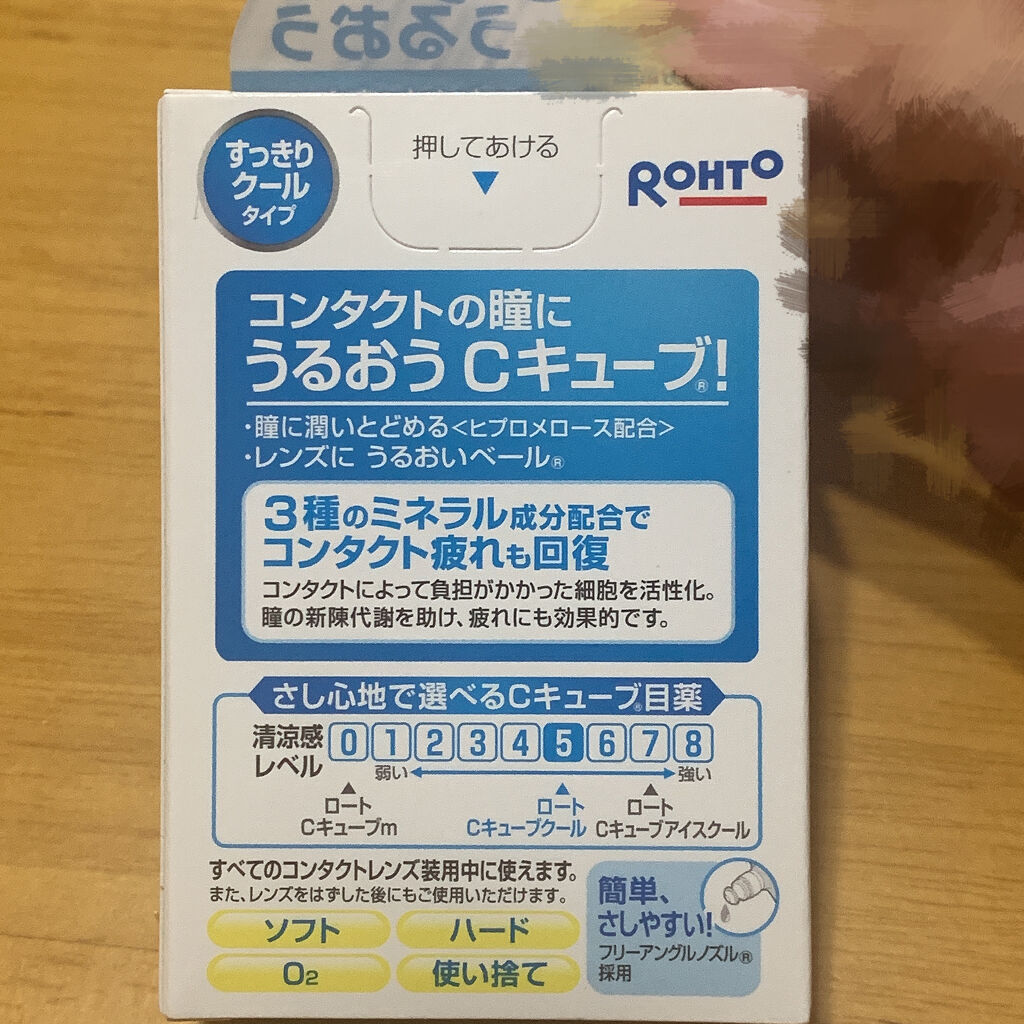 うるおう
すっきり
クール
タイプ
押してあける
ROHTO
コンタクトの瞳に
うるおう Cキューブ®!
・瞳に潤いとどめる<ヒプロメロース配合>
・レンズに うるおいベール®
3種のミネラル成分配合で
コンタクト疲れも回復
コンタクトによって負担がかかった細胞を活性化。
瞳の新陳代謝を助け、疲れにも効果的です。
さし心地で選べるCキューブ®目薬
清涼感
レベル
0 1 2 3 4 5 6 7 8
弱い 強い
ロート
Cキューブm
ロート
Cキューブクール
ロート
Cキューブアイスクール
すべてのコンタクトレンズ装用中に使えます。
また、レンズをはずした後にもご使用いただけます。
ソフト
ハード
O₂
使い捨て
簡単、
さしやすい!
フリーアングルノズル®
採用